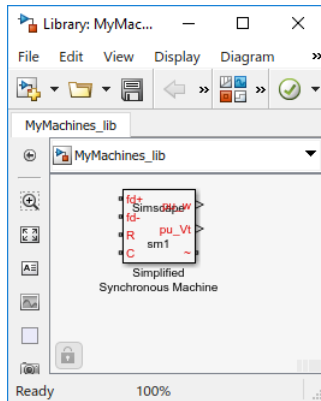 Library: MyMac...
File Edit View Display Diagram »
» »
MyMachines_lib
MyMachines_lib
fd+ Simscape pu_w
fd-
R pu_Vt
sm1
C ~
Simplified
Synchronous Machine
Ready 100%